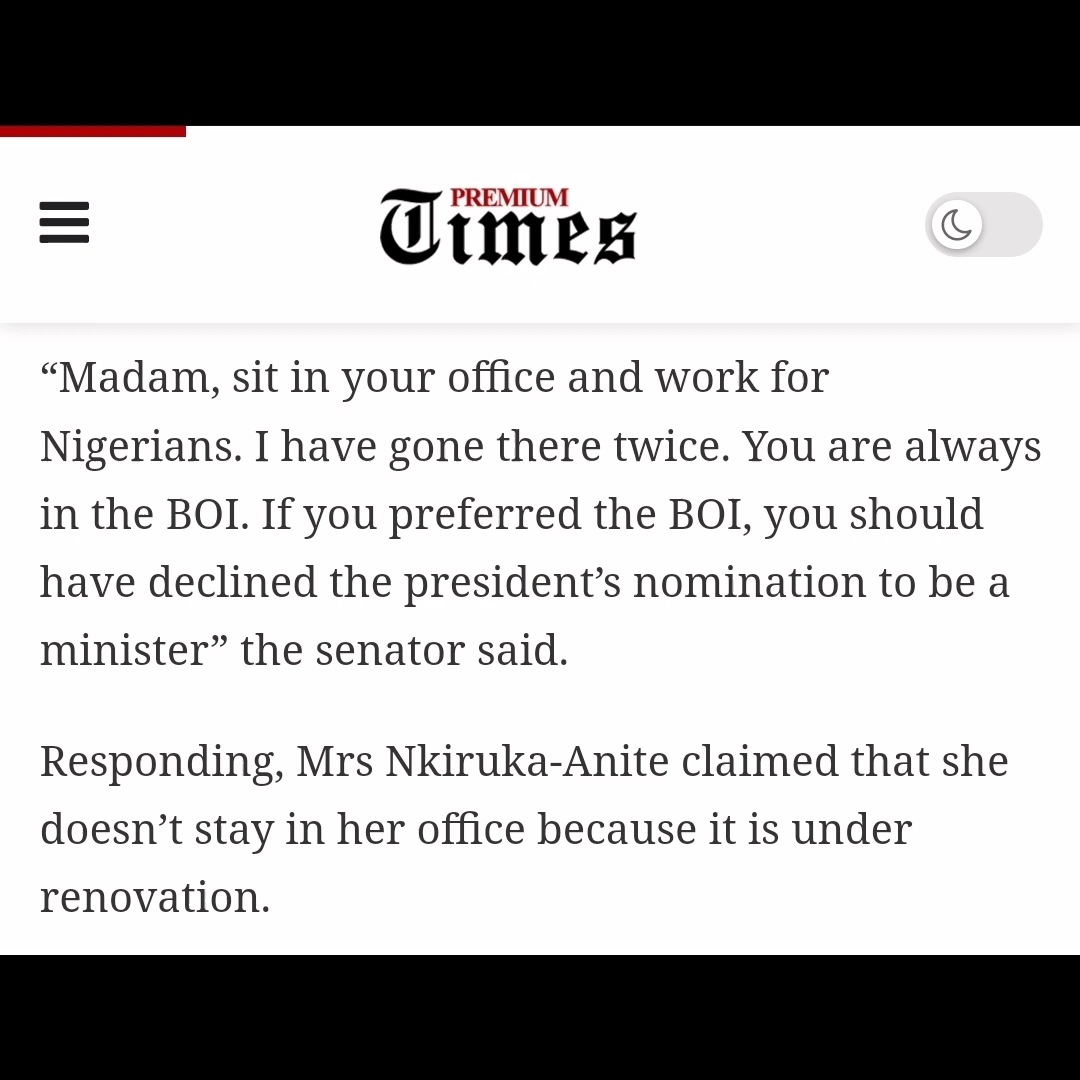 PREMIUM
Times
“Madam, sit in your office and work for
Nigerians. I have gone there twice. You are always
in the BOI. If you preferred the BOI, you should
have declined the president’s nomination to be a
minister” the senator said.
Responding, Mrs Nkiruka-Anite claimed that she
doesn’t stay in her office because it is under
renovation.